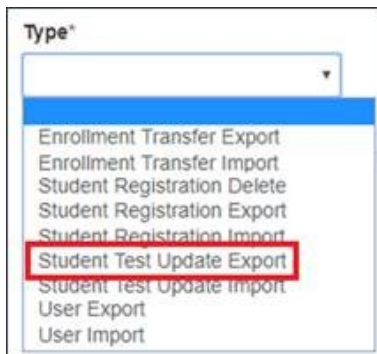 Type*
Enrollment Transfer Export
Enrollment Transfer Import
Student Registration Delete
Student Registration Export
Student Registration Import
Student Test Update Export
Student Test Update Import
User Export
User Import